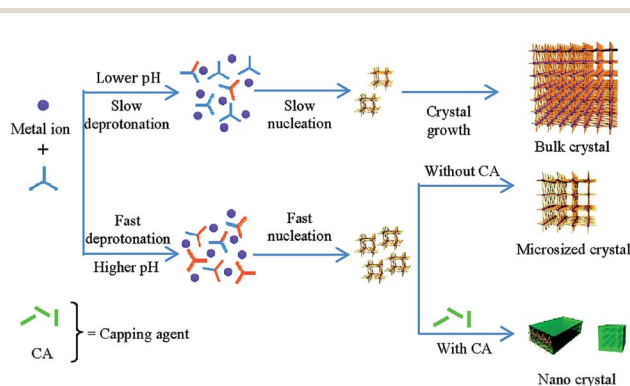 Metal ion
+
Lower pH
Slow
deprotonation
Slow
nucleation
Crystal
growth
Bulk crystal
Fast
deprotonation
Higher pH
Fast
nucleation
Without CA
Microsized crystal
With CA
Nano crystal
CA
= Capping agent